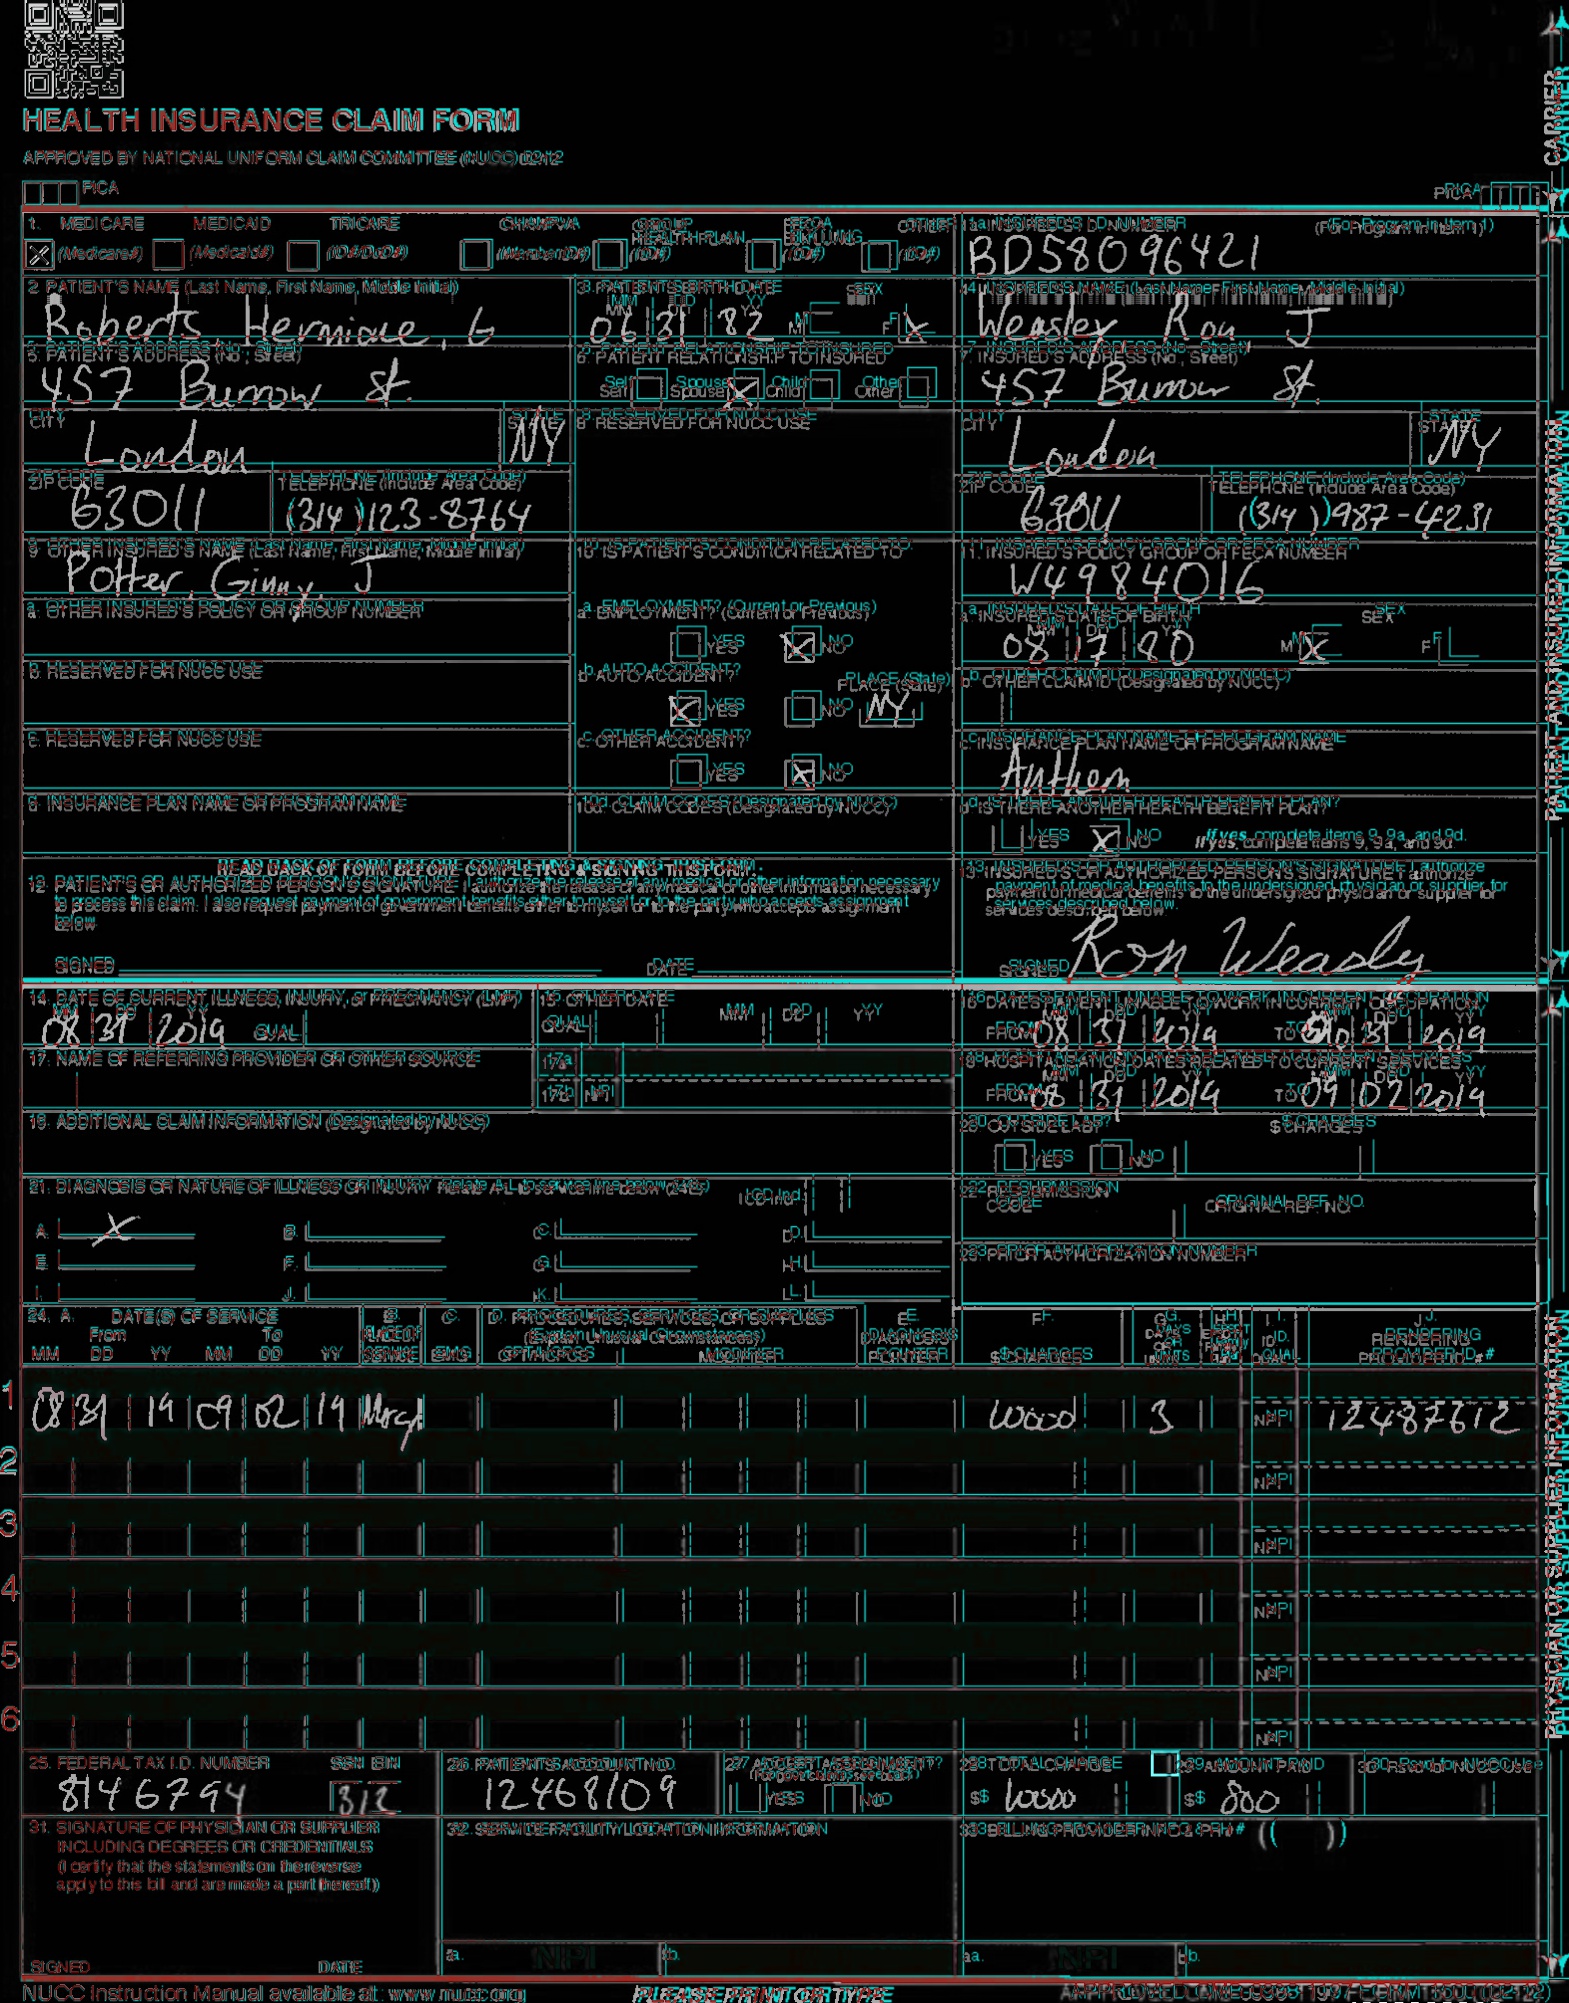 HEALTH INSURANCE CLAIM FORM
APPROVED BY NATIONAL UNIFORM CLAIM COMMITTEE (NUCC) 02/12
PICA PICA
CARRIER
1. MEDICARE MEDICAID TRICARE CHAMPVA GROUP HEALTH PLAN FECA BLK LUNG OTHER 1a. INSURED'S I.D. NUMBER (For Program in Item 1)
X (Medicare#) (Medicaid#) (ID#/DoD#) (Member ID#) (ID#) (ID#) (ID#) BD58096421
2. PATIENT'S NAME (Last Name, First Name, Middle Initial) 3. PATIENT'S BIRTH DATE MM DD YY SEX 4. INSURED'S NAME (Last Name, First Name, Middle Initial)
Roberts, Hermione, G 06 31 82 M F X Weasley Ron J
5. PATIENT'S ADDRESS (No., Street) 6. PATIENT RELATIONSHIP TO INSURED 7. INSURED'S ADDRESS (No., Street)
457 Burrow St. Self Spouse X Child Other 457 Burrow St.
CITY STATE 8. RESERVED FOR NUCC USE CITY STATE
London NY London NY
ZIP CODE TELEPHONE (Include Area Code) ZIP CODE TELEPHONE (Include Area Code)
63011 (314) 123-8764 63011 (314) 987-4231
9. OTHER INSURED'S NAME (Last Name, First Name, Middle Initial) 10. IS PATIENT'S CONDITION RELATED TO: 11. INSURED'S POLICY GROUP OR FECA NUMBER
Potter, Ginny, J W4984016
a. OTHER INSURED'S POLICY OR GROUP NUMBER a. EMPLOYMENT? (Current or Previous) a. INSURED'S DATE OF BIRTH MM DD YY SEX
YES X NO 08 17 80 M X F
b. RESERVED FOR NUCC USE b. AUTO ACCIDENT? PLACE (State) b. OTHER CLAIM ID (Designated by NUCC)
X YES NO NY
c. RESERVED FOR NUCC USE c. OTHER ACCIDENT? c. INSURANCE PLAN NAME OR PROGRAM NAME
YES X NO Anthem
d. INSURANCE PLAN NAME OR PROGRAM NAME 10d. CLAIM CODES (Designated by NUCC) d. IS THERE ANOTHER HEALTH BENEFIT PLAN?
YES X NO If yes, complete items 9, 9a, and 9d.
READ BACK OF FORM BEFORE COMPLETING & SIGNING THIS FORM.
12. PATIENT'S OR AUTHORIZED PERSON'S SIGNATURE I authorize the release of any medical or other information necessary
to process this claim. I also request payment of government benefits either to myself or to the party who accepts assignment
below.
SIGNED DATE
13. INSURED'S OR AUTHORIZED PERSON'S SIGNATURE I authorize
payment of medical benefits to the undersigned physician or supplier for
services described below.
SIGNED Ron Weasley
PATIENT AND INSURED INFORMATION
14. DATE OF CURRENT ILLNESS, INJURY, or PREGNANCY (LMP) 15. OTHER DATE MM DD YY 16. DATES PATIENT UNABLE TO WORK IN CURRENT OCCUPATION
MM DD YY 08 31 2019 QUAL. QUAL. FROM 08 31 2019 TO 10 31 2019
17. NAME OF REFERRING PROVIDER OR OTHER SOURCE 17a. 18. HOSPITALIZATION DATES RELATED TO CURRENT SERVICES
17b. NPI FROM 08 31 2019 TO 09 02 2019
19. ADDITIONAL CLAIM INFORMATION (Designated by NUCC) 20. OUTSIDE LAB? $ CHARGES
YES NO
21. DIAGNOSIS OR NATURE OF ILLNESS OR INJURY Relate A-L to service line below (24E) ICD Ind. 22. RESUBMISSION CODE ORIGINAL REF. NO.
A. X B. C. D.
E. F. G. H. 23. PRIOR AUTHORIZATION NUMBER
I. J. K. L.
24. A. DATE(S) OF SERVICE B. C. D. PROCEDURES, SERVICES, OR SUPPLIES E. F. G. H. I. J.
From To PLACE OF (Explain Unusual Circumstances) DIAGNOSIS DAYS OR UNITS ID. RENDERING
MM DD YY MM DD YY SERVICE EMG CPT/HCPCS MODIFIER POINTER $ CHARGES QUAL. PROVIDER ID. #
1 08 31 19 09 02 19 3 NPI 12487612
2 NPI
3 NPI
4 NPI
5 NPI
6 NPI
PHYSICIAN OR SUPPLIER INFORMATION
25. FEDERAL TAX I.D. NUMBER SSN EIN 26. PATIENT'S ACCOUNT NO. 27. ACCEPT ASSIGNMENT? 28. TOTAL CHARGE 29. AMOUNT PAID 30. Rsvd for NUCC Use
8146794 312 12468109 YES NO $ 10000 $ 800
31. SIGNATURE OF PHYSICIAN OR SUPPLIER 32. SERVICE FACILITY LOCATION INFORMATION 33. BILLING PROVIDER INFO & PH # ( )
INCLUDING DEGREES OR CREDENTIALS
(I certify that the statements on the reverse
apply to this bill and are made a part thereof.)
SIGNED DATE a. NPI b. a. NPI b.
NUCC Instruction Manual available at: www.nucc.org PLEASE PRINT OR TYPE